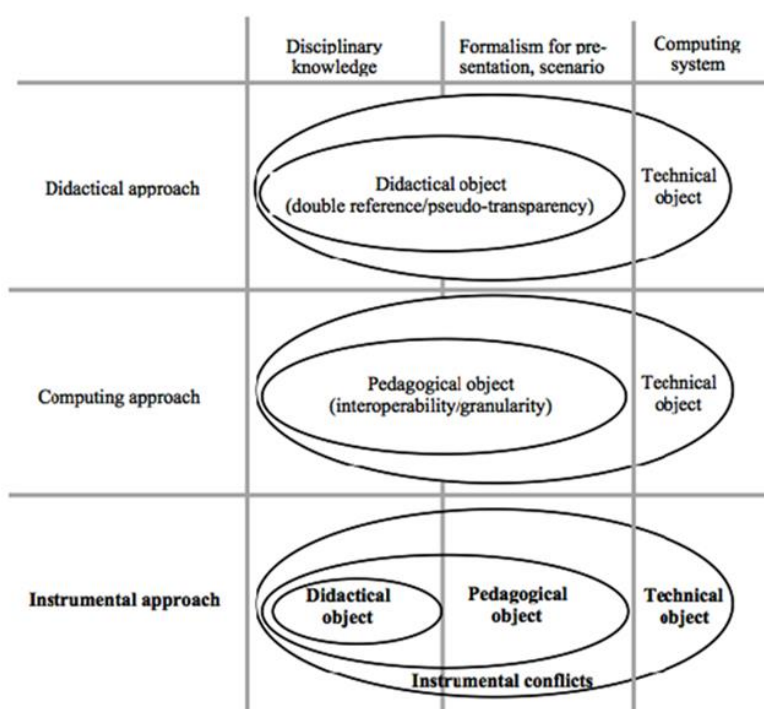 Disciplinary
knowledge
Formalism for pre-
sentation, scenario
Computing
system
Didactical approach
Didactical object
(double reference/pseudo-transparency)
Technical
object
Computing approach
Pedagogical object
(interoperability/granularity)
Technical
object
Instrumental approach
Didactical
object
Pedagogical
object
Technical
object
Instrumental conflicts